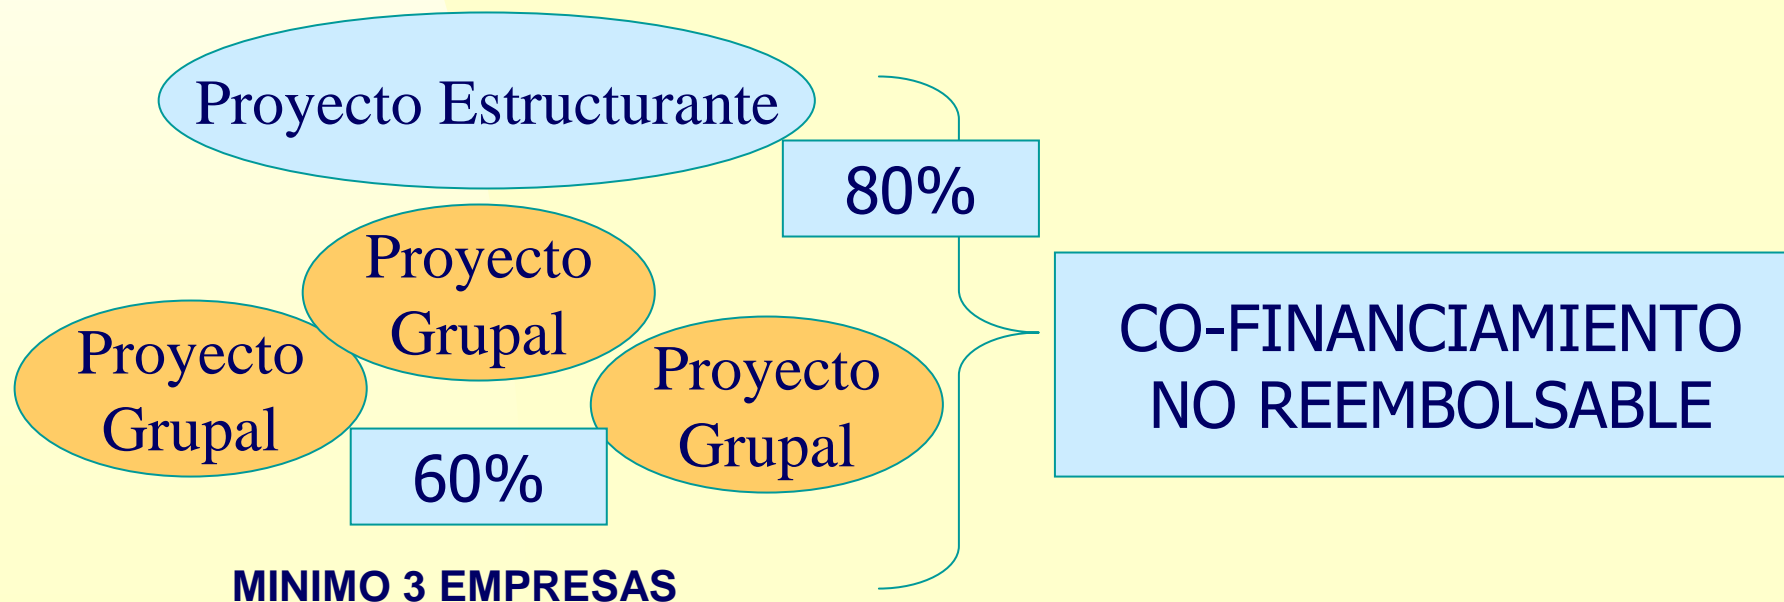 Proyecto Estructurante
80%
Proyecto
Grupal
Proyecto
Grupal
Proyecto
Grupal
60%
MINIMO 3 EMPRESAS
CO-FINANCIAMIENTO
NO REEMBOLSABLE